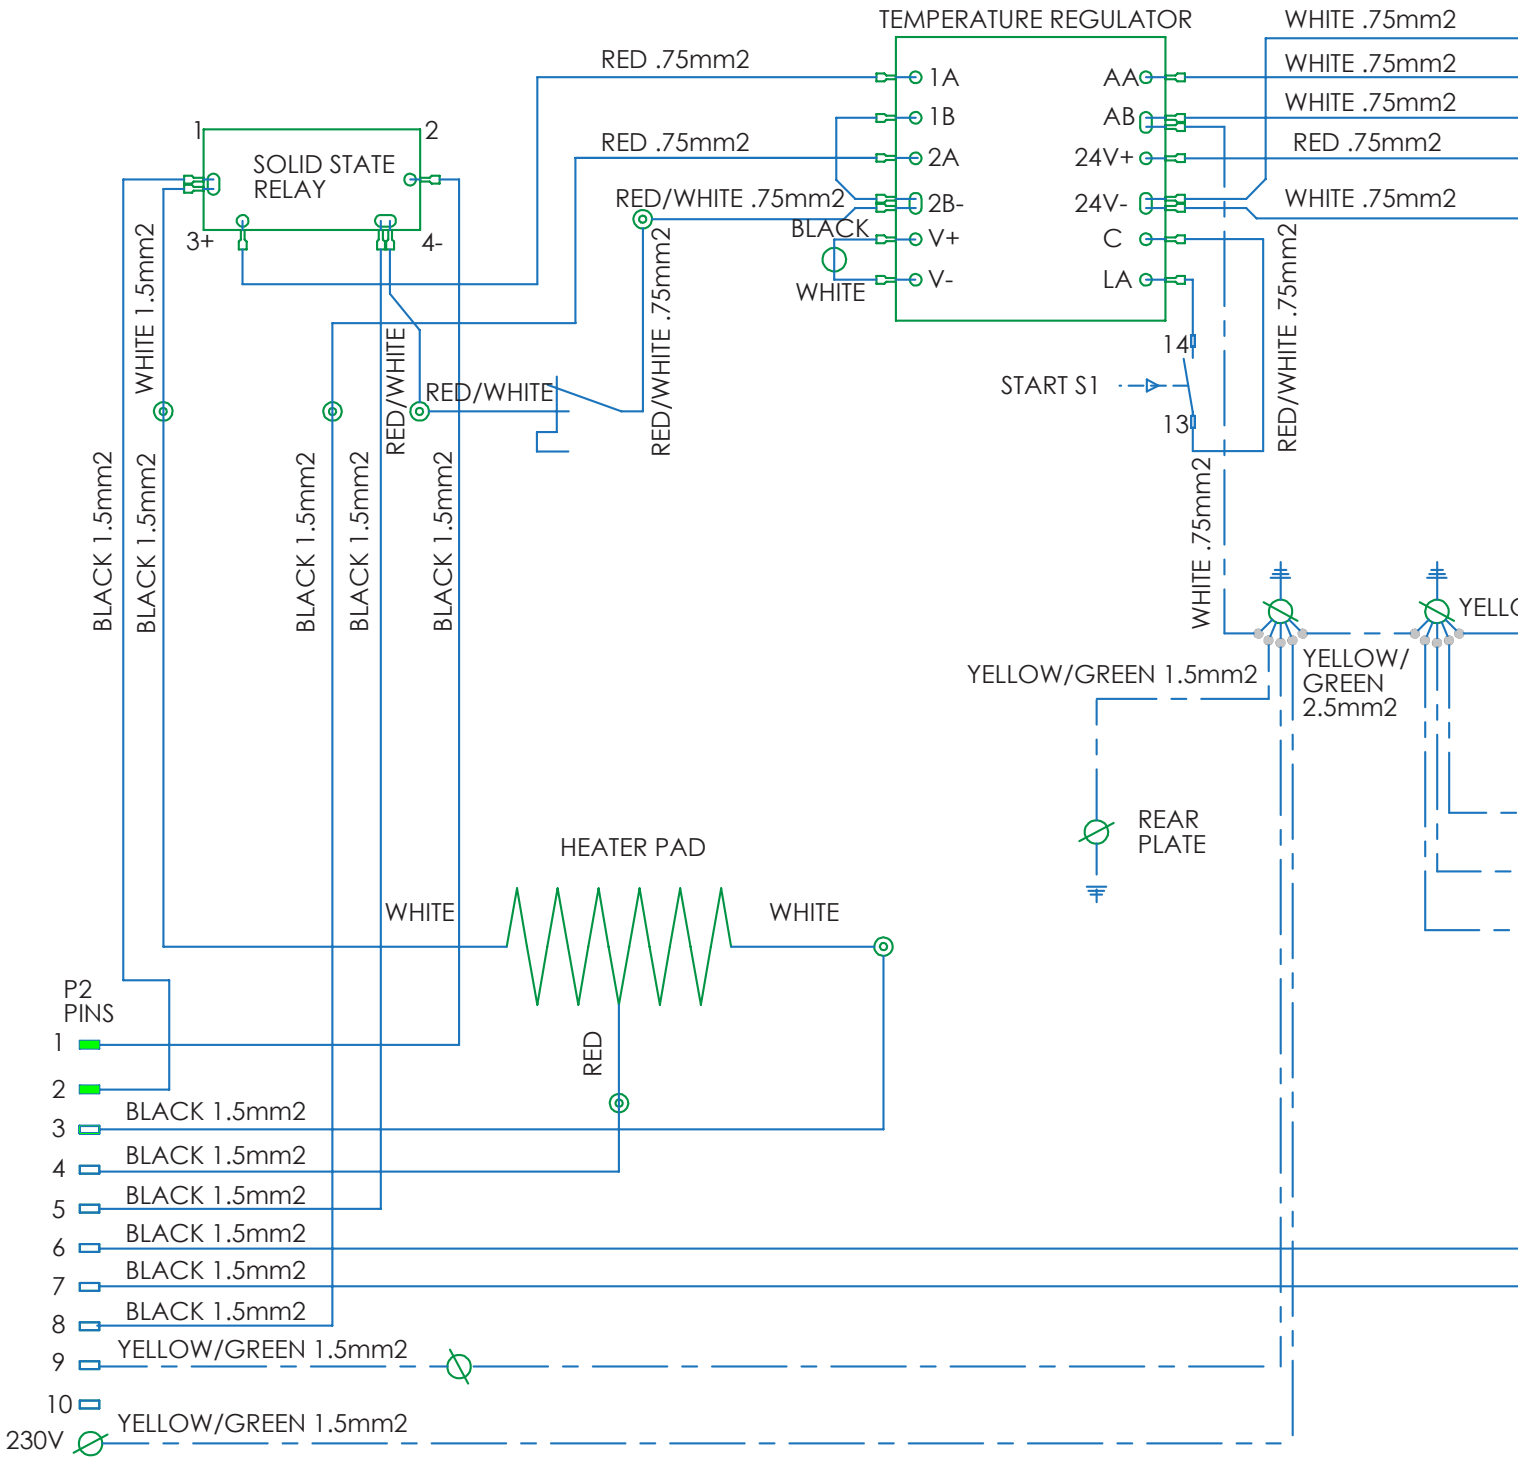 TEMPERATURE REGULATOR
WHITE .75mm2
RED .75mm2
WHITE .75mm2
1A
AA
WHITE .75mm2
1B
AB
1
2
RED .75mm2
RED .75mm2
SOLID STATE
RELAY
2A
24V+
RED/WHITE .75mm2
WHITE .75mm2
2B-
24V-
BLACK
3+
4-
V+
C
WHITE
V-
LA
WHITE 1.5mm2
RED/WHITE .75mm2
RED/WHITE .75mm2
14
RED/WHITE
RED/WHITE
START S1
13
BLACK 1.5mm2
BLACK 1.5mm2
BLACK 1.5mm2
BLACK 1.5mm2
BLACK 1.5mm2
WHITE .75mm2
YELLO
YELLOW/GREEN 1.5mm2
YELLOW/
GREEN
2.5mm2
REAR
PLATE
HEATER PAD
WHITE
WHITE
P2
PINS
RED
1
2
BLACK 1.5mm2
3
BLACK 1.5mm2
4
BLACK 1.5mm2
5
BLACK 1.5mm2
6
BLACK 1.5mm2
7
BLACK 1.5mm2
8
YELLOW/GREEN 1.5mm2
9
10
YELLOW/GREEN 1.5mm2
230V